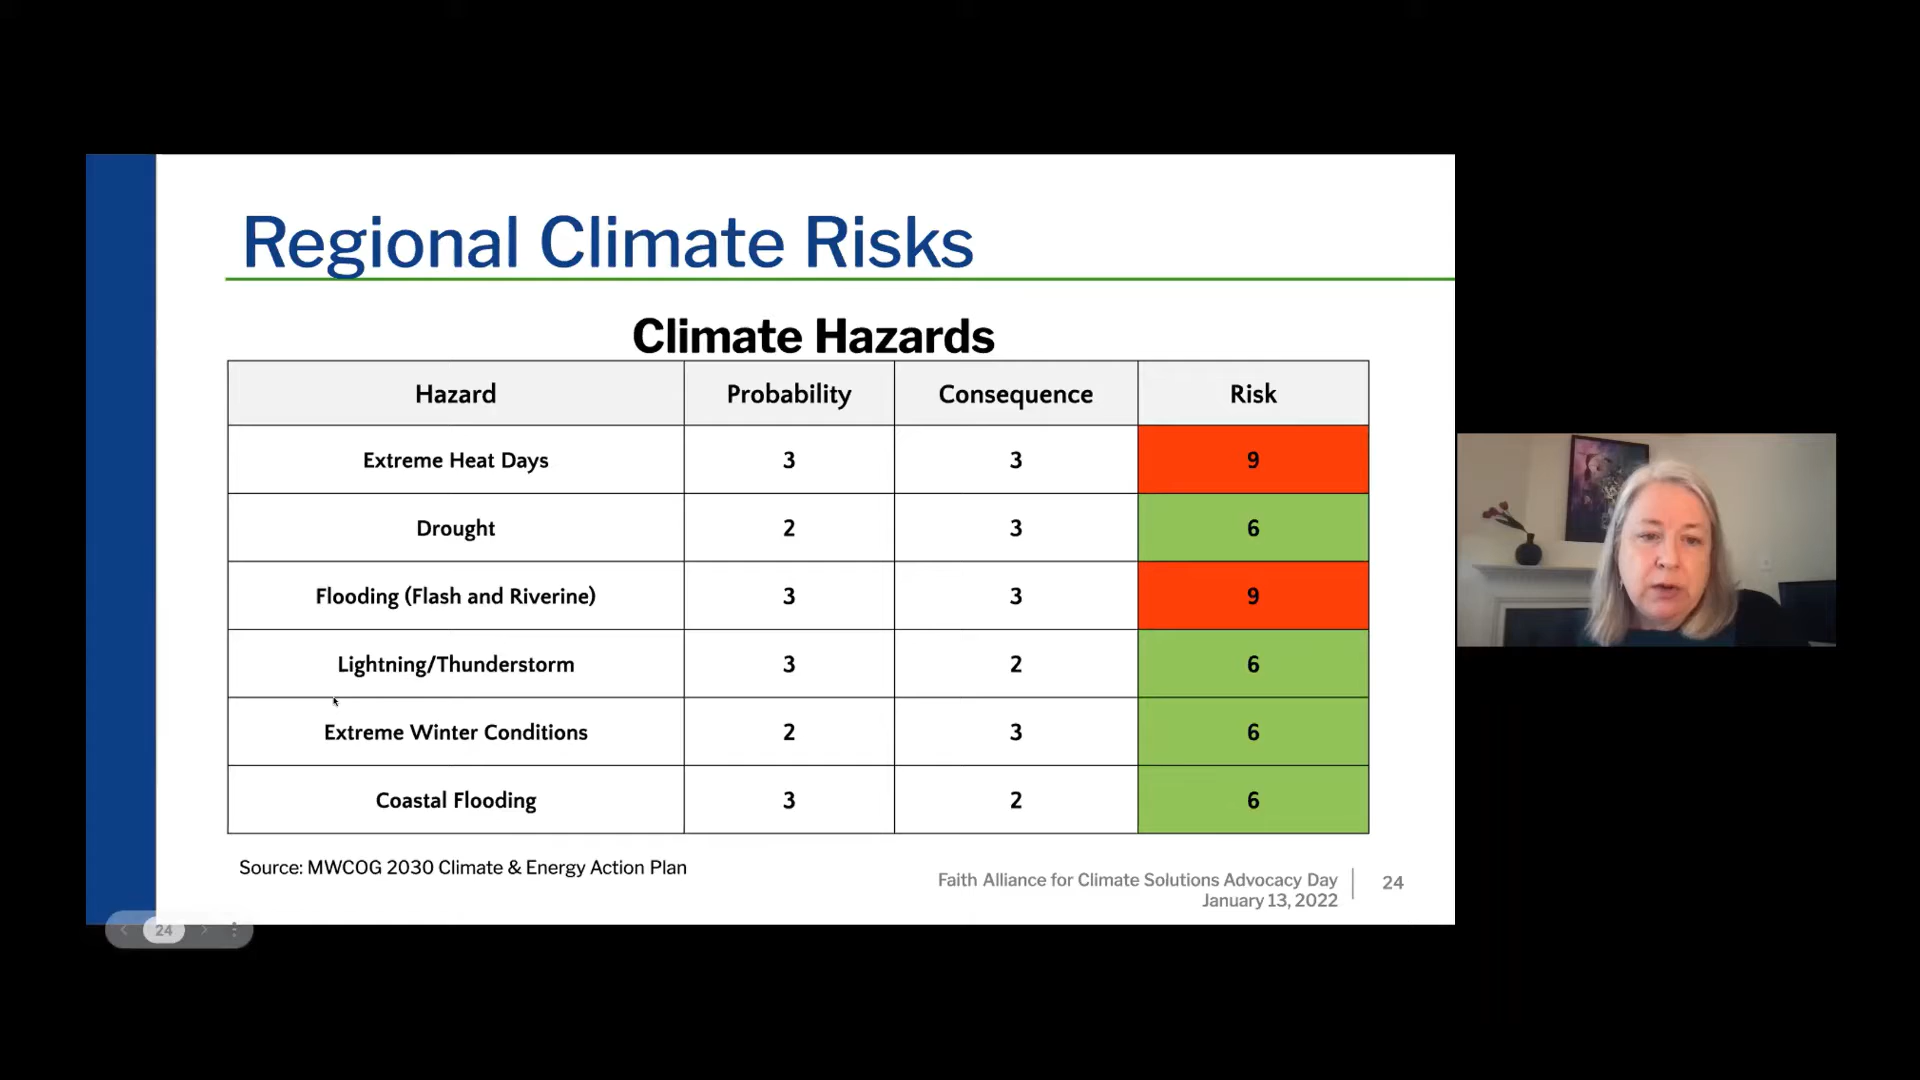 Regional Climate Risks
Climate Hazards
Hazard Probability Consequence Risk
Extreme Heat Days 3 3 9
Drought 2 3 6
Flooding (Flash and Riverine) 3 3 9
Lightning/Thunderstorm 3 2 6
Extreme Winter Conditions 2 3 6
Coastal Flooding 3 2 6
Source: MWCOG 2030 Climate & Energy Action Plan
Faith Alliance for Climate Solutions Advocacy Day
January 13, 2022
24
24